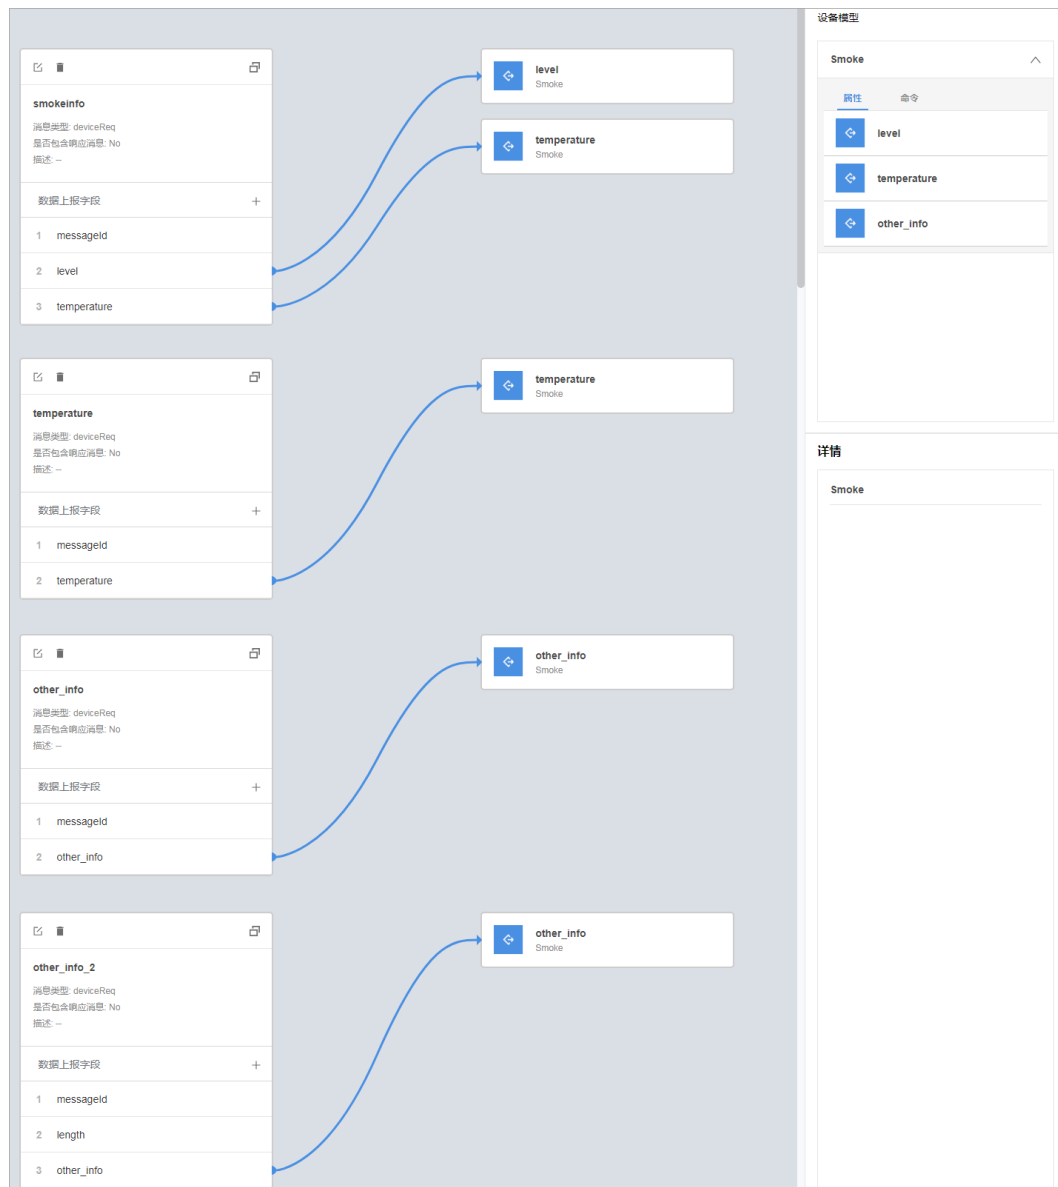 smokeinfo
消息类型: deviceReq
是否包含响应消息: No
描述: --
数据上报字段
1 messageId
2 level
3 temperature
level
Smoke
temperature
Smoke
temperature
消息类型: deviceReq
是否包含响应消息: No
描述: --
数据上报字段
1 messageId
2 temperature
temperature
Smoke
other_info
消息类型: deviceReq
是否包含响应消息: No
描述: --
数据上报字段
1 messageId
2 other_info
other_info
Smoke
other_info_2
消息类型: deviceReq
是否包含响应消息: No
描述: --
数据上报字段
1 messageId
2 length
3 other_info
other_info
Smoke
设备模型
Smoke
属性 命令
level
temperature
other_info
详情
Smoke